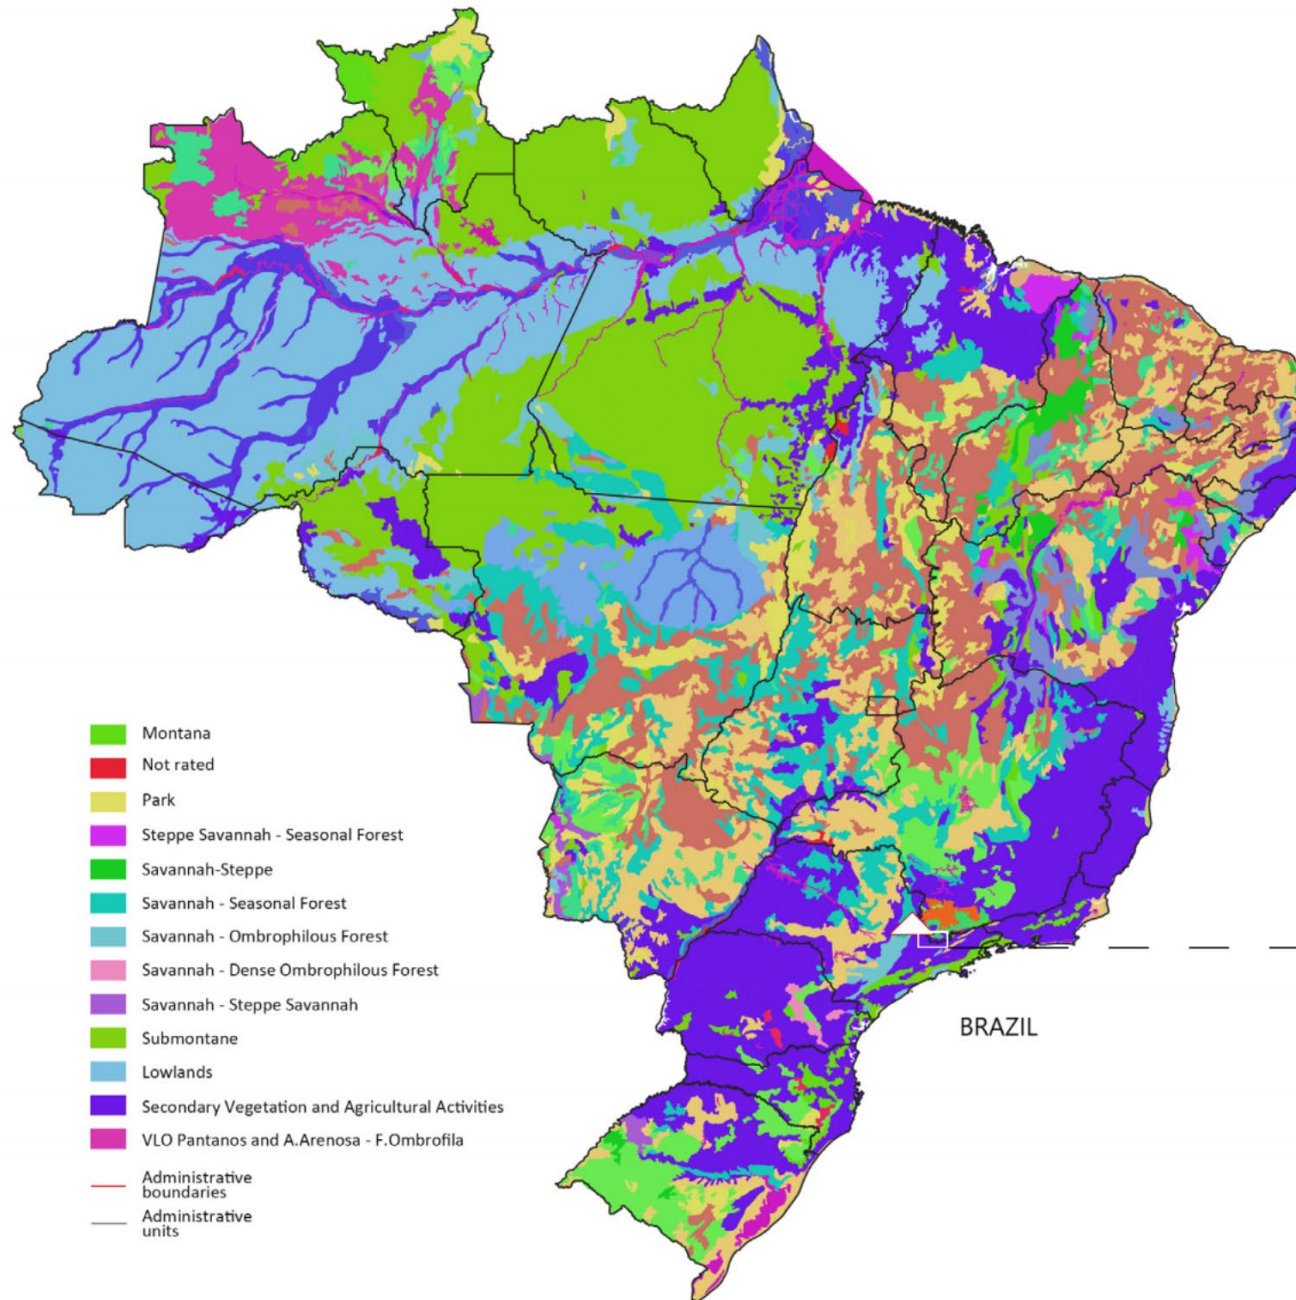 Montana
Not rated
Park
Steppe Savannah - Seasonal Forest
Savannah-Steppe
Savannah - Seasonal Forest
Savannah - Ombrophilous Forest
Savannah - Dense Ombrophilous Forest
Savannah - Steppe Savannah
Submontane
Lowlands
Secondary Vegetation and Agricultural Activities
VLO Pantanos and A.Arenosa - F.Ombrofila
Administrative
boundaries
Administrative
units
BRAZIL